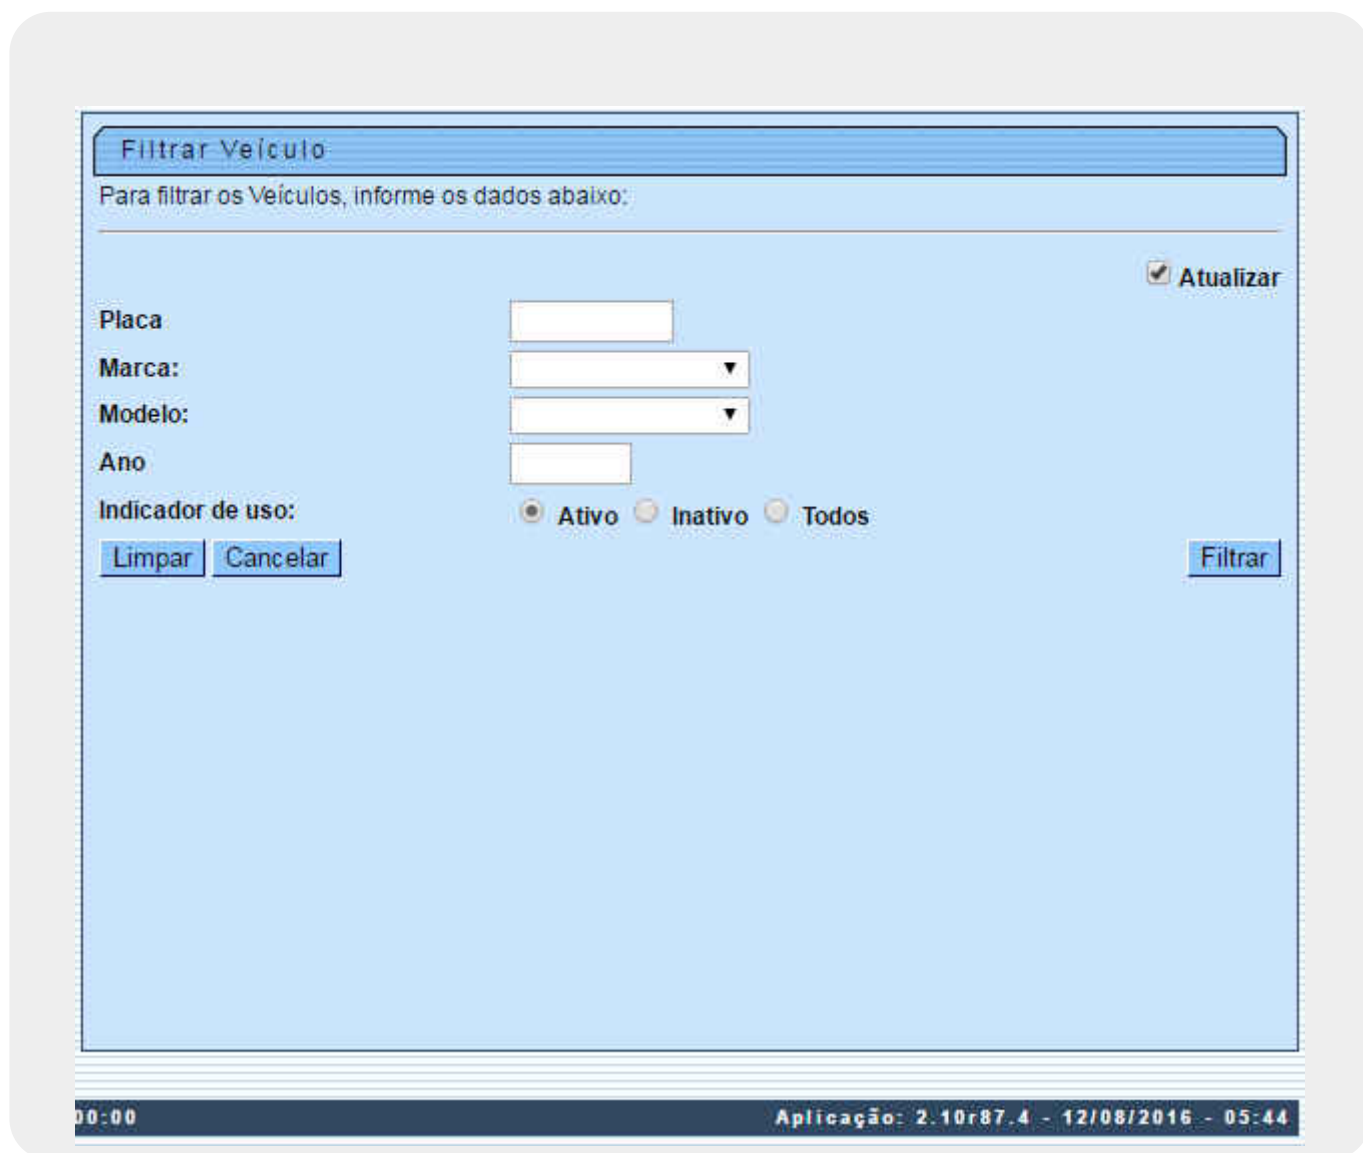 Filtrar Veículo
Para filtrar os Veículos, informe os dados abaixo:
Atualizar
Placa
Marca:
Modelo:
Ano
Indicador de uso: Ativo Inativo Todos
Limpar Cancelar Filtrar
00:00 Aplicação: 2.10r87.4 - 12/08/2016 - 05:44